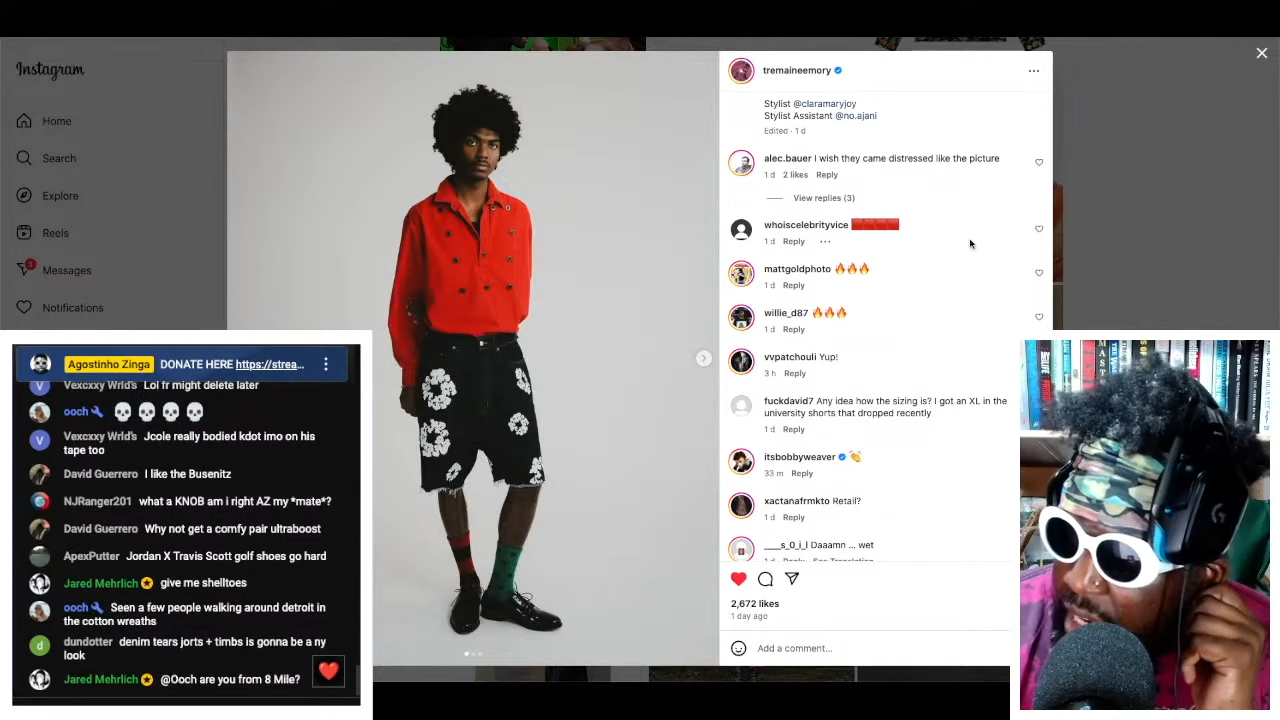 Instagram
Home
Search
Explore
Reels
1
Messages
Notifications
tremaineemory
Stylist @claramaryjoy
Stylist Assistant @no.ajani
Edited · 1 d
alec.bauer I wish they came distressed like the picture
1 d 2 likes Reply
View replies (3)
whoiscelebrityvice 🟥🟥🟥🟥
1 d Reply ...
mattgoldphoto 🔥🔥🔥
1 d Reply
willie_d87 🔥🔥🔥
1 d Reply
vvpatchouli Yup!
3 h Reply
fuckdavid7 Any idea how the sizing is? I got an XL in the
university shorts that dropped recently
1 d Reply
itsbobbyweaver 👏
33 m Reply
xactanafrmkto Retail?
1 d Reply
____s_0_i_l Daaamn ... wet
1 d Reply See Translation
2,672 likes
1 day ago
Add a comment...
Agostinho Zinga DONATE HERE https://strea...
Vexcxyy Wrld's Lol fr might delete later
ooch 💀💀💀💀
Vexcxyy Wrld's Jcole really bodied kdot imo on his
tape too
David Guerrero I like the Busenitz
NJRanger201 what a KNOB am i right AZ my *mate*?
David Guerrero Why not get a comfy pair ultraboost
ApexPutter Jordan X Travis Scott golf shoes go hard
Jared Mehrlich give me shelltoes
ooch Seen a few people walking around detroit in
the cotton wreaths
dundotter denim tears jorts + timbs is gonna be a ny
look
Jared Mehrlich @Ooch are you from 8 Mile?